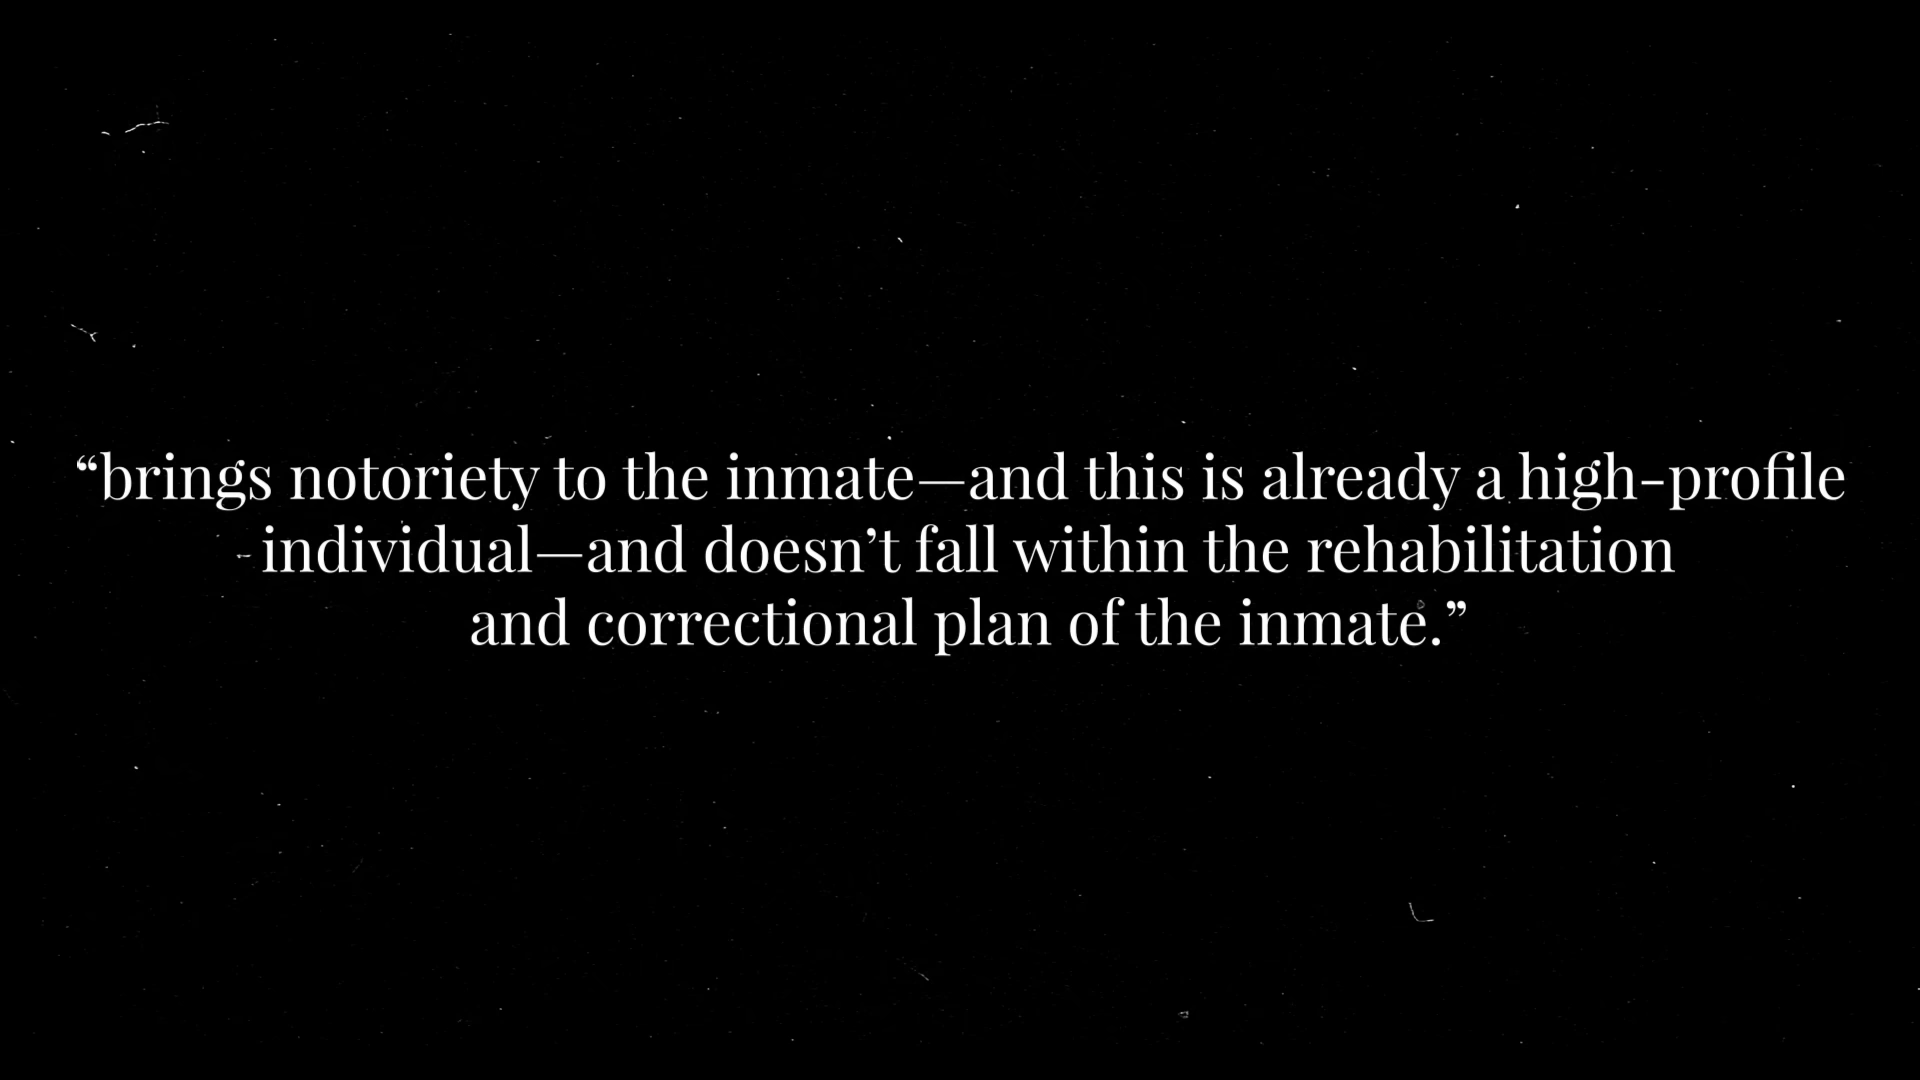 “brings notoriety to the inmate—and this is already a high-profile
individual—and doesn’t fall within the rehabilitation
and correctional plan of the inmate.”